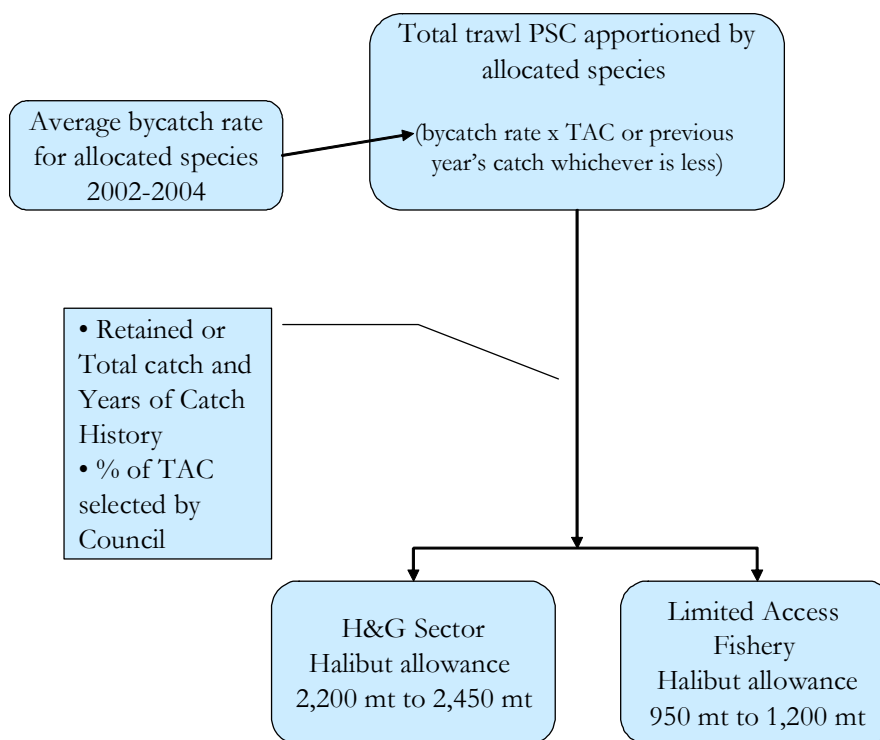 Total trawl PSC apportioned by
allocated species
(bycatch rate x TAC or previous
year's catch whichever is less)
Average bycatch rate
for allocated species
2002-2004
• Retained or
Total catch and
Years of Catch
History
• % of TAC
selected by
Council
H&G Sector
Halibut allowance
2,200 mt to 2,450 mt
Limited Access
Fishery
Halibut allowance
950 mt to 1,200 mt